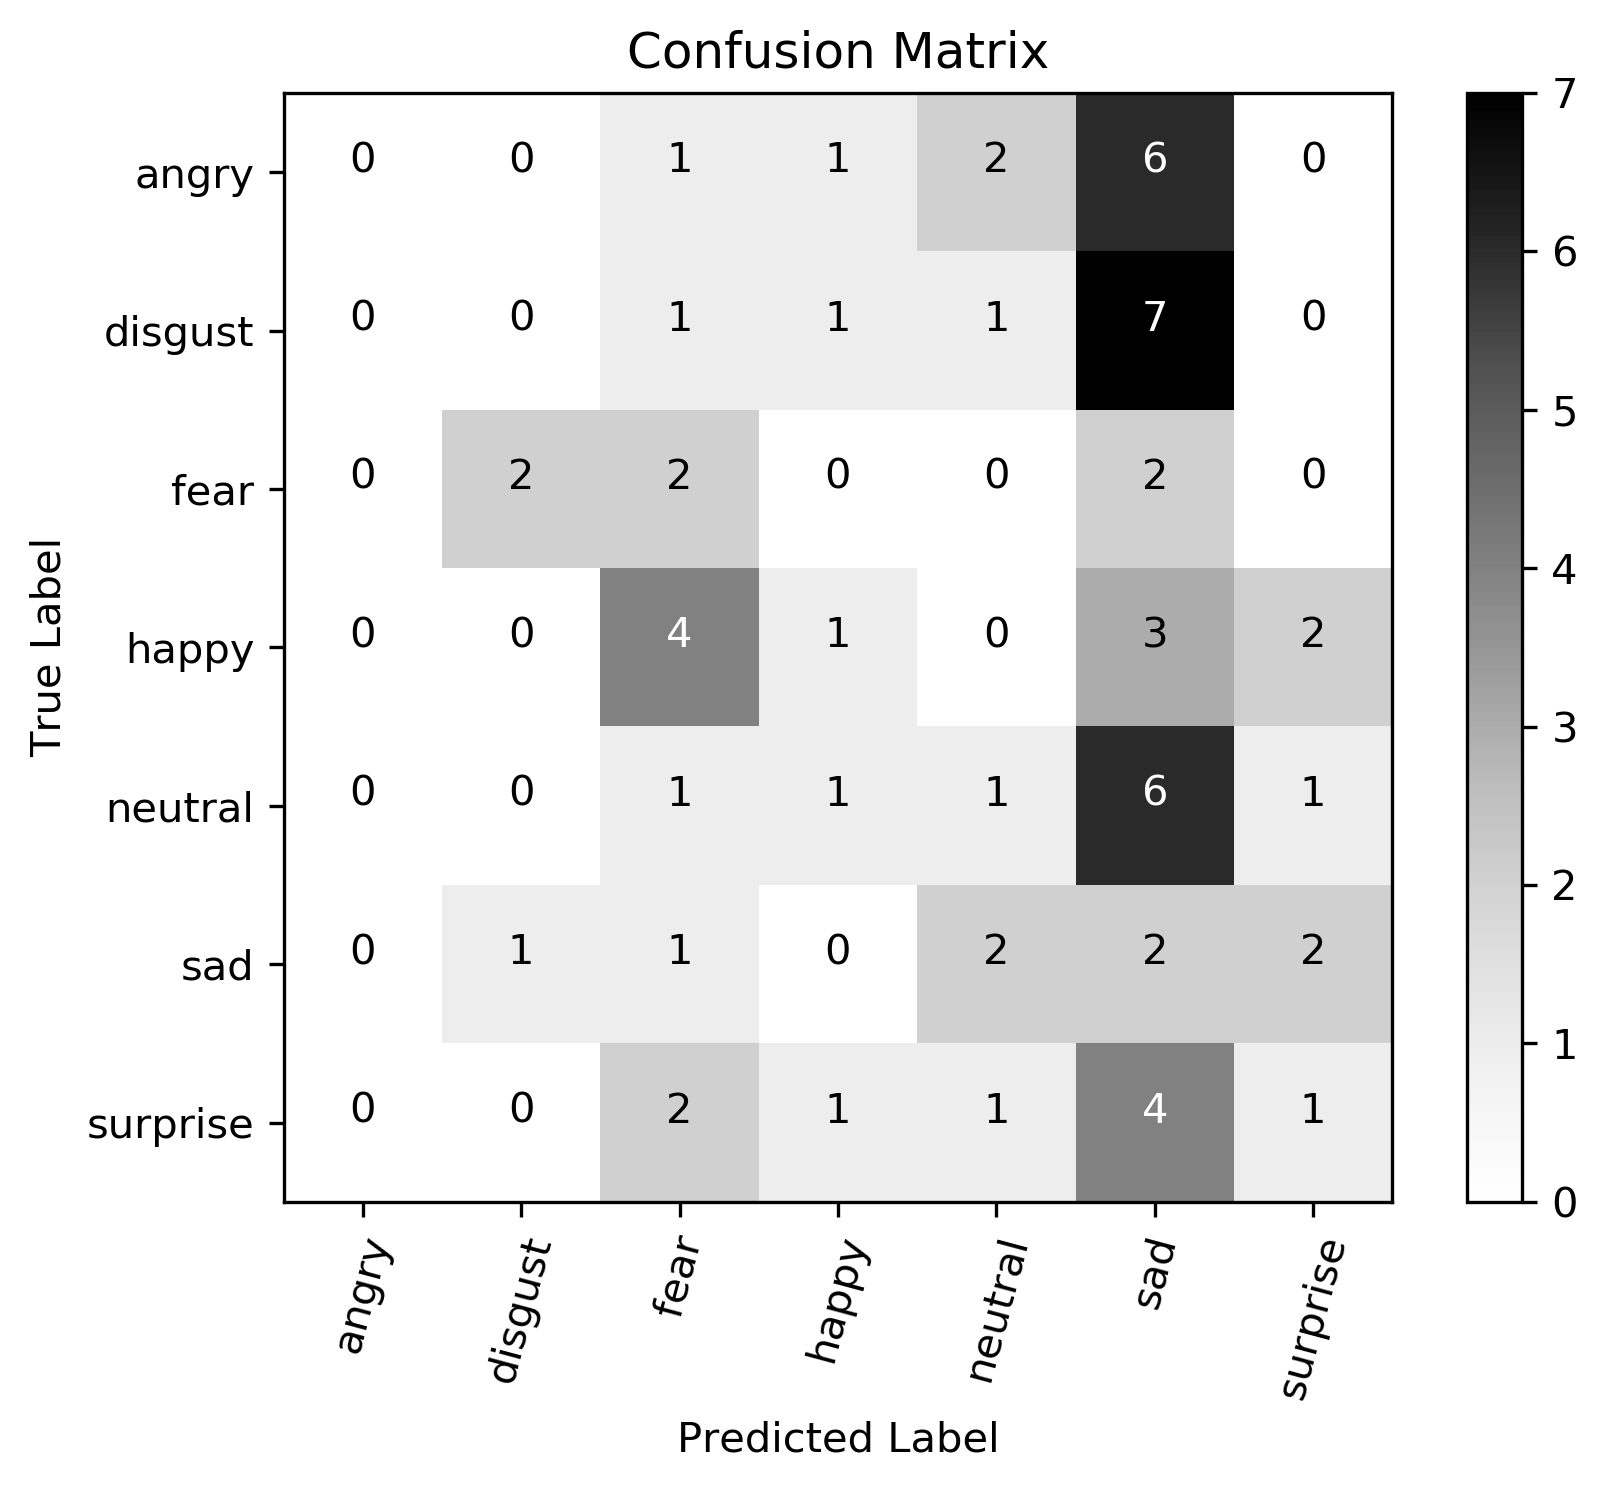 Confusion Matrix
angry 0 0 1 1 2 6 0
disgust 0 0 1 1 1 7 0
fear 0 2 2 0 0 2 0
happy 0 0 4 1 0 3 2
neutral 0 0 1 1 1 6 1
sad 0 1 1 0 2 2 2
surprise 0 0 2 1 1 4 1
angry disgust fear happy neutral sad surprise
Predicted Label
True Label
7
6
5
4
3
2
1
0